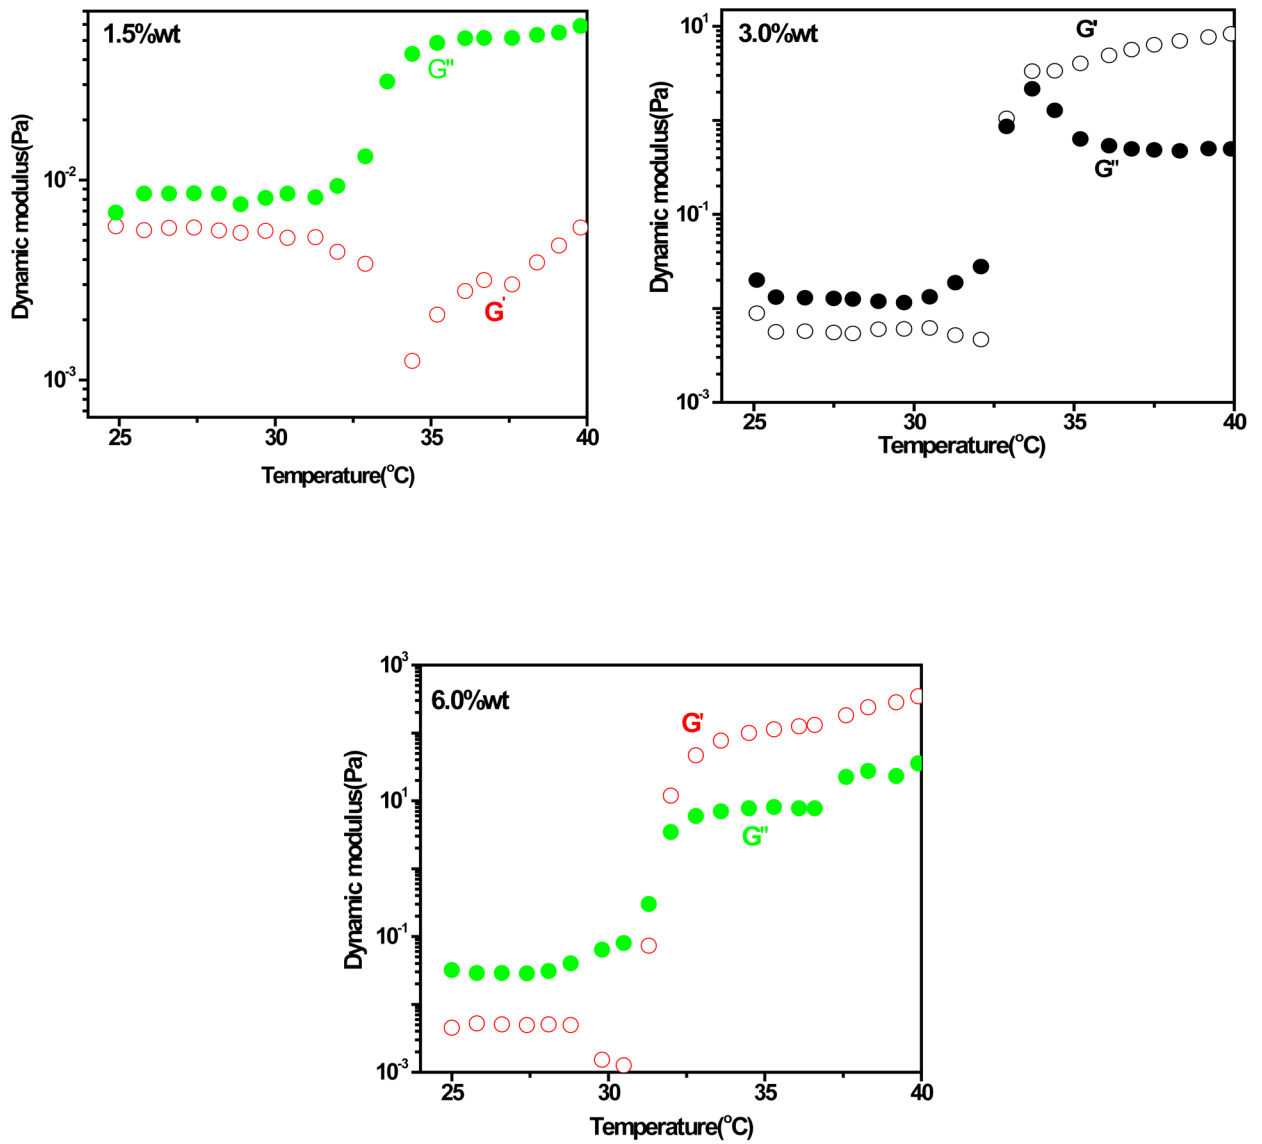 1.5%wt
G''
G'
10⁻²
10⁻³
Dynamic modulus(Pa)
25 30 35 40
Temperature(°C)
3.0%wt
G'
G''
10¹
10⁻¹
10⁻³
Dynamic modulus(Pa)
25 30 35 40
Temperature(°C)
6.0%wt
G'
G''
10³
10¹
10⁻¹
10⁻³
Dynamic modulus(Pa)
25 30 35 40
Temperature(°C)